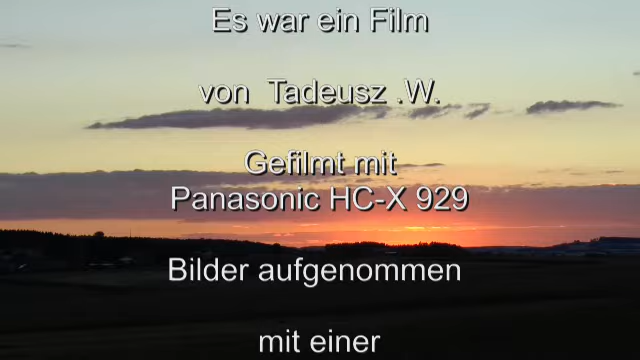 Es war ein Film
von Tadeusz .W.
Gefilmt mit
Panasonic HC-X 929
Bilder aufgenommen
mit einer